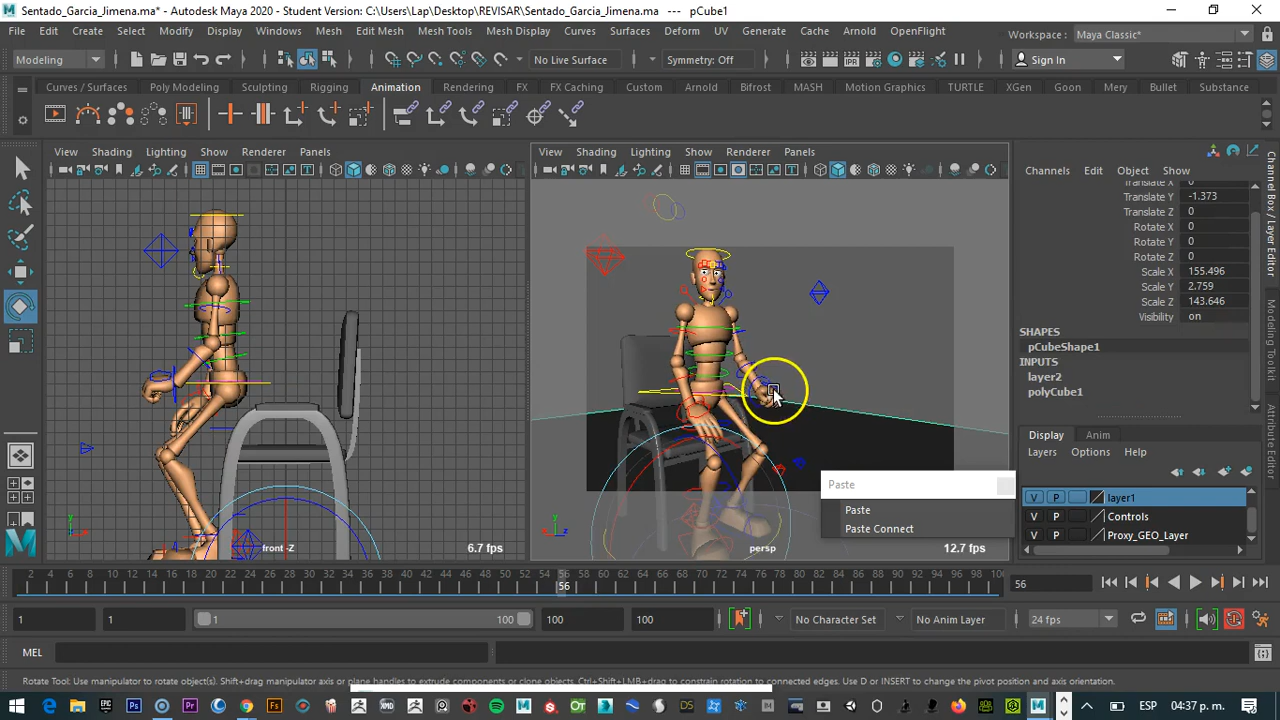 Sentado_Garcia_Jimena.ma* - Autodesk Maya 2020 - Student Version: C:\Users\Lap\Desktop\REVISAR\Sentado_Garcia_Jimena.ma --- pCube1
File Edit Create Select Modify Display Windows Mesh Edit Mesh Mesh Tools Mesh Display Curves Surfaces Deform UV Generate Cache Arnold OpenFlight Workspace: Maya Classic*
Modeling No Live Surface Symmetry: Off Sign In
Curves / Surfaces Poly Modeling Sculpting Rigging Animation Rendering FX FX Caching Custom Arnold Bifrost MASH Motion Graphics TURTLE XGen Goon Mery Bullet Substance
View Shading Lighting Show Renderer Panels View Shading Lighting Show Renderer Panels
Channels Edit Object Show
Translate X 0
Translate Y -1.373
Translate Z 0
Rotate X 0
Rotate Y 0
Rotate Z 0
Scale X 155.496
Scale Y 2.759
Scale Z 143.646
Visibility on
SHAPES
pCubeShape1
INPUTS
layer2
polyCube1
Channel Box / Layer Editor
Modeling Toolkit
Attribute Editor
Display Anim
Layers Options Help
V P layer1
V P Controls
V P Proxy_GEO_Layer
Paste
Paste
Paste Connect
front -Z 6.7 fps persp 12.7 fps
2 4 6 8 10 12 14 16 18 20 22 24 26 28 30 32 34 36 38 40 42 44 46 48 50 52 54 56 58 60 62 64 66 68 70 72 74 76 78 80 82 84 86 88 90 92 94 96 98 100
56 56
1 1 1 100 100 100 No Character Set No Anim Layer 24 fps
MEL
Rotate Tool: Use manipulator to rotate object(s). Shift+drag manipulator axis or plane handles to extrude components or clone objects. Ctrl+Shift+LMB+drag to constrain rotation to connected edges. Use D or INSERT to change the pivot position and axis orientation.
ESP 04:37 p. m.